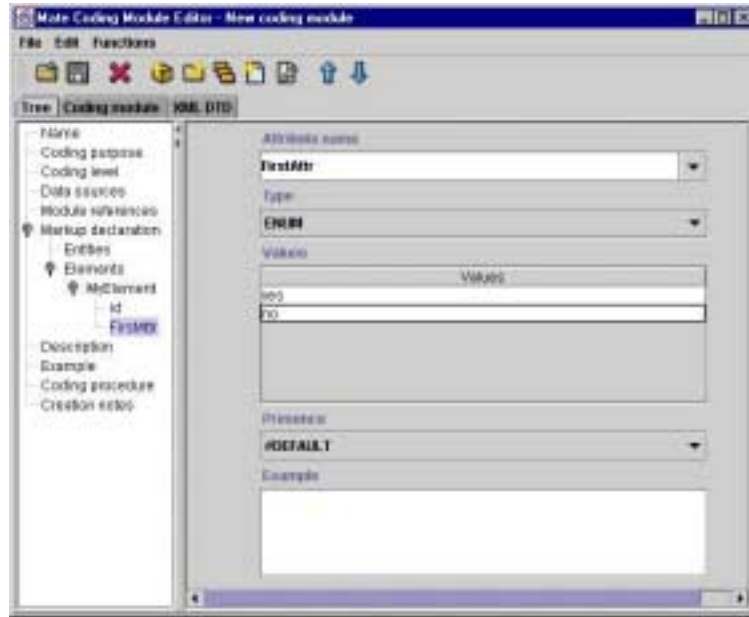 Mate Coding Module Editor - New coding module
File Edit Functions
Tree Coding module XML DTD
Name
Coding purpose
Coding level
Data sources
Module references
Markup declaration
Entities
Elements
MyElement
id
FirstAttr
Description
Example
Coding procedure
Creation notes
Attribute name
FirstAttr
Type
ENUM
Values
Values
yes
no
Presence
#DEFAULT
Example